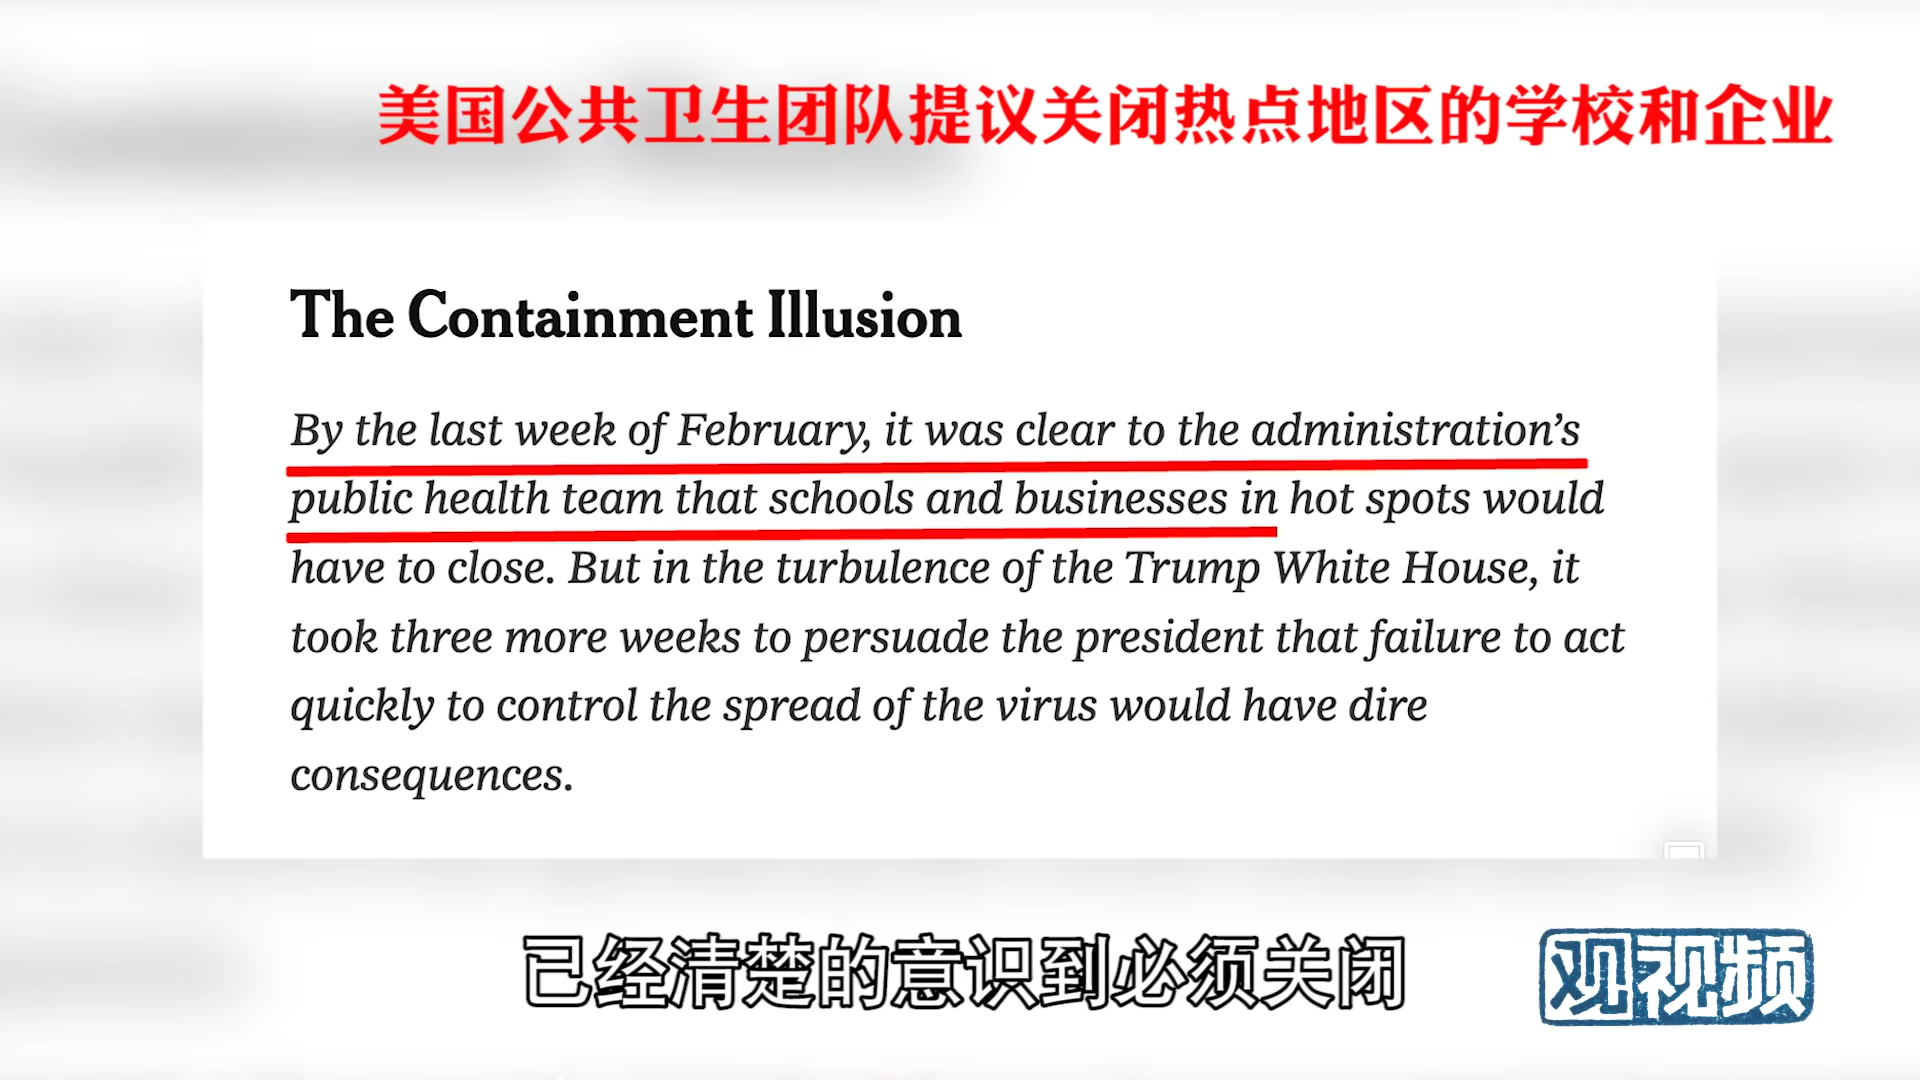 美国公共卫生团队提议关闭热点地区的学校和企业
The Containment Illusion
By the last week of February, it was clear to the administration’s
public health team that schools and businesses in hot spots would
have to close. But in the turbulence of the Trump White House, it
took three more weeks to persuade the president that failure to act
quickly to control the spread of the virus would have dire
consequences.
已经清楚的意识到必须关闭
观视频